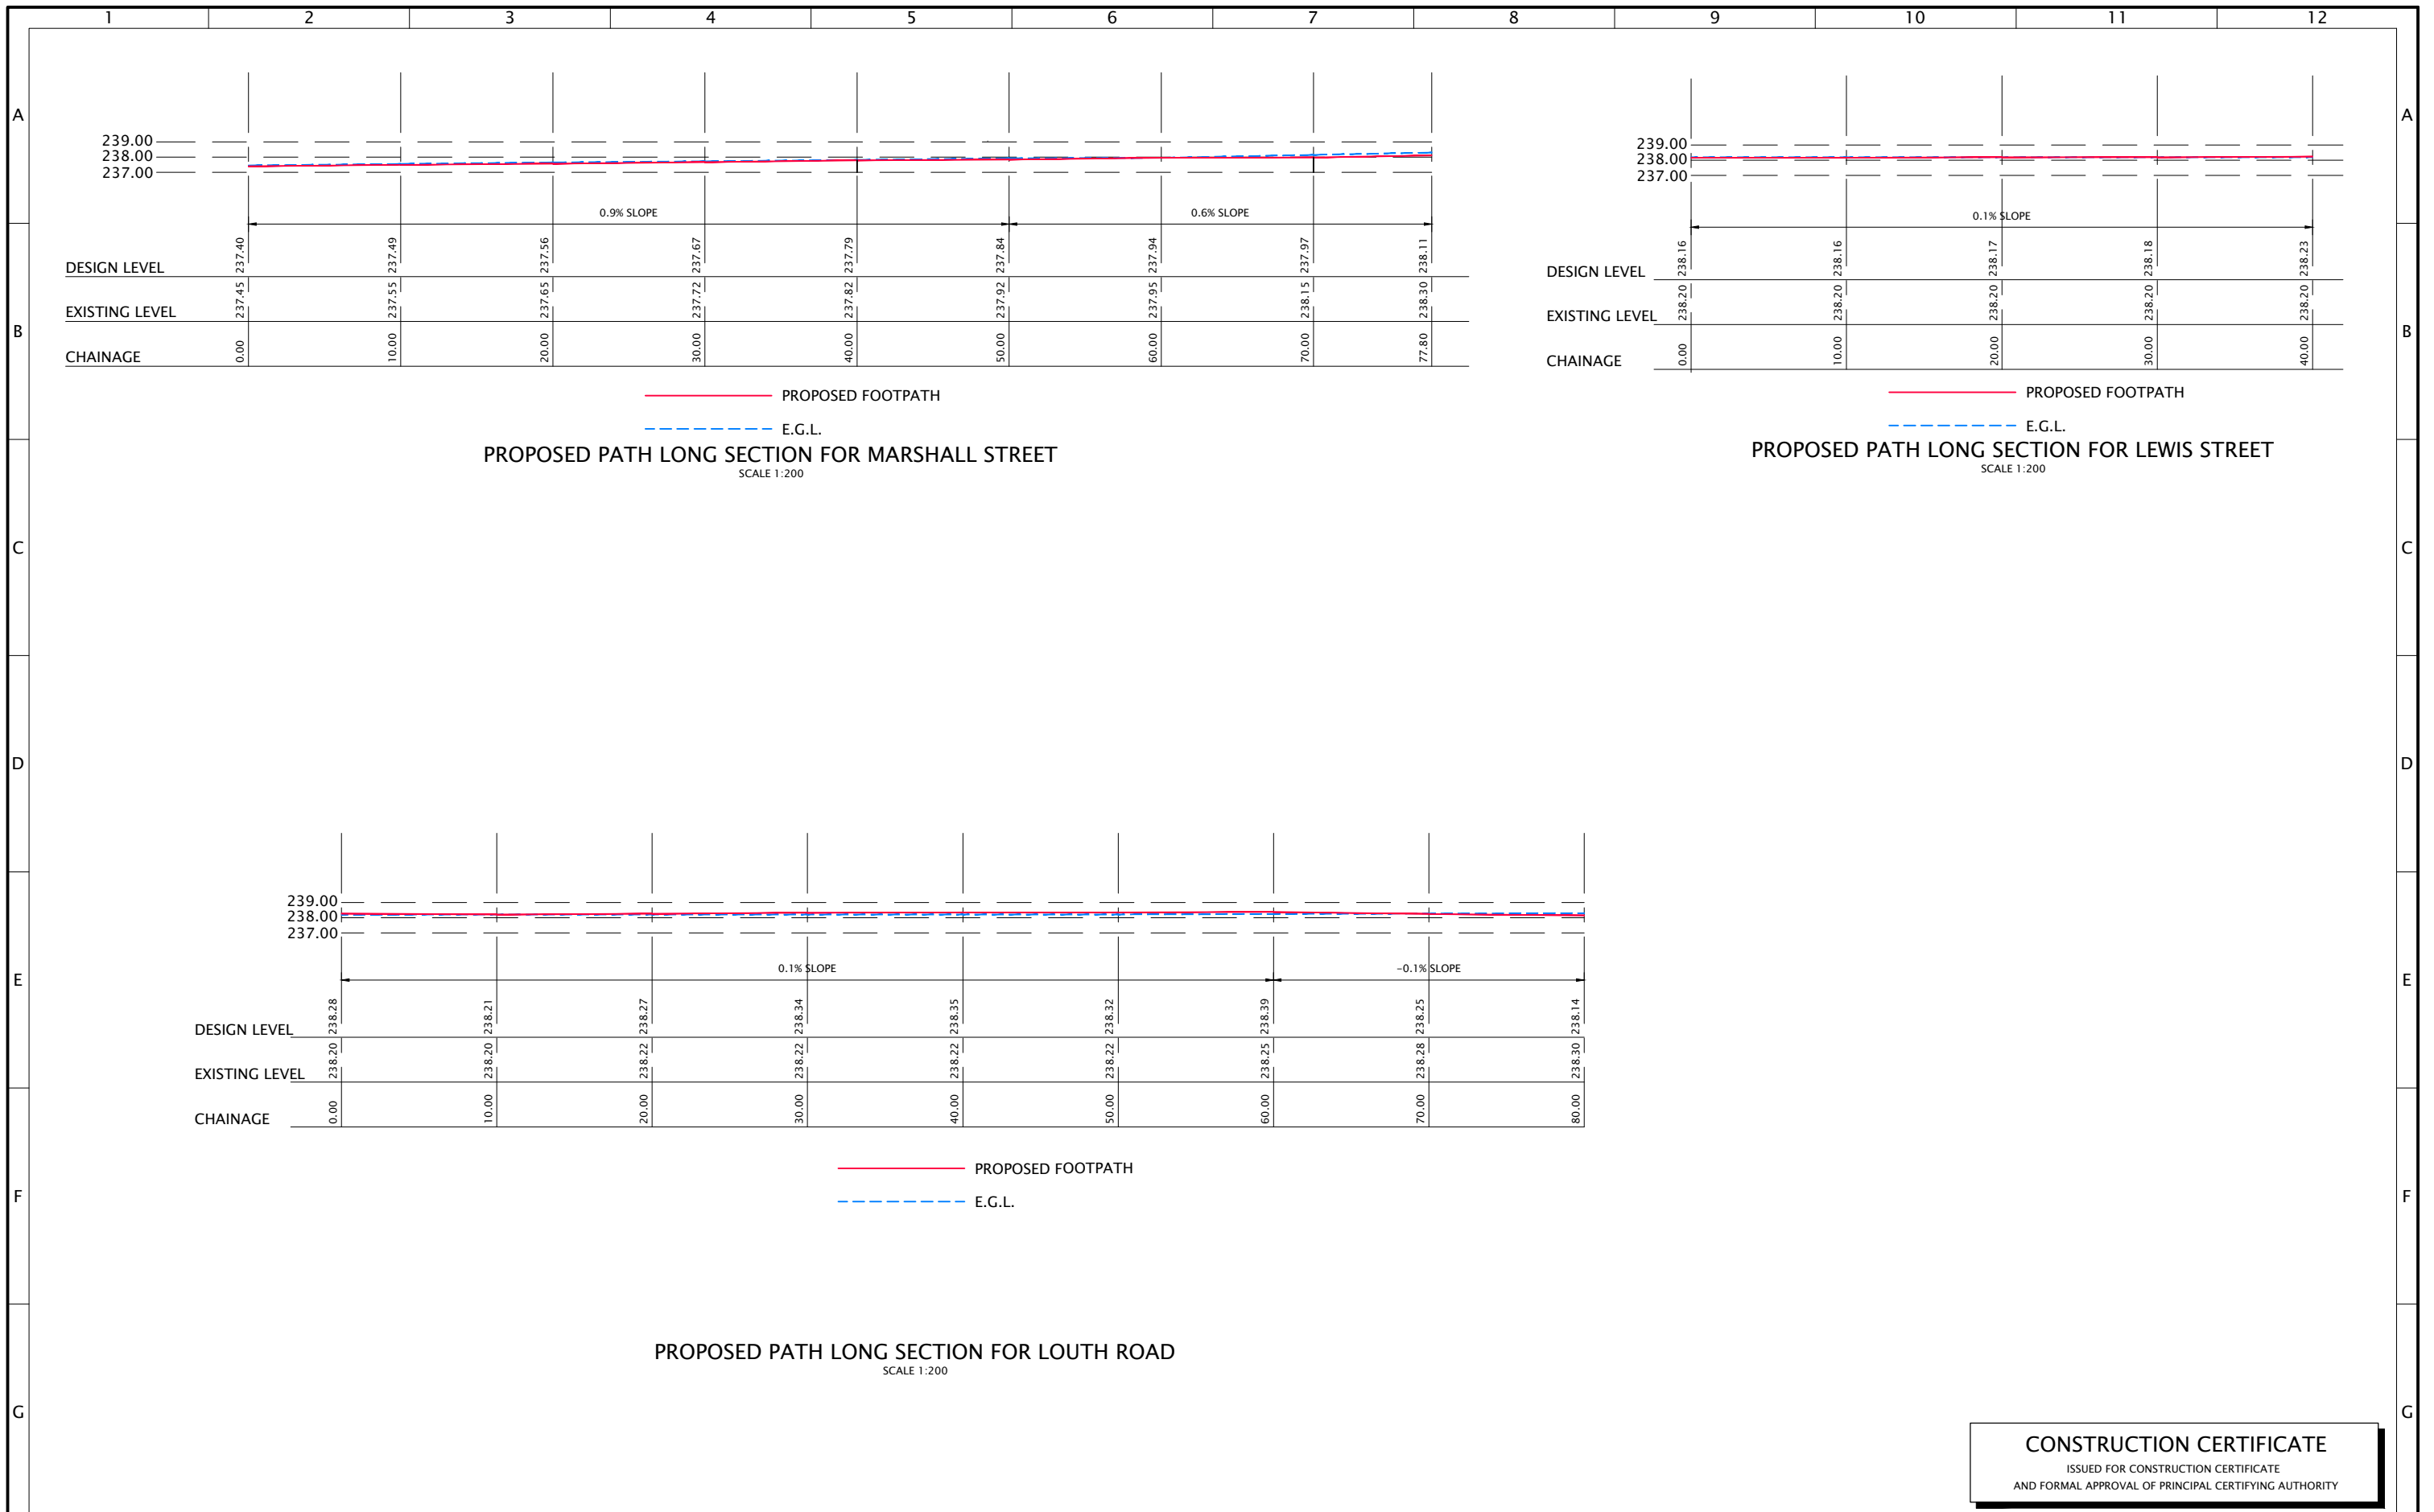 1 2 3 4 5 6 7 8 9 10 11 12
A A
B B
C C
D D
E E
F F
G G
239.00
238.00
237.00
0.9% SLOPE 0.6% SLOPE
DESIGN LEVEL 237.40 237.49 237.56 237.67 237.79 237.84 237.94 237.97 238.11
EXISTING LEVEL 237.45 237.55 237.65 237.72 237.82 237.92 237.95 238.15 238.30
CHAINAGE 0.00 10.00 20.00 30.00 40.00 50.00 60.00 70.00 77.80
PROPOSED FOOTPATH
E.G.L.
PROPOSED PATH LONG SECTION FOR MARSHALL STREET
SCALE 1:200
239.00
238.00
237.00
0.1% SLOPE
DESIGN LEVEL 238.16 238.16 238.17 238.18 238.23
EXISTING LEVEL 238.20 238.20 238.20 238.20 238.20
CHAINAGE 0.00 10.00 20.00 30.00 40.00
PROPOSED FOOTPATH
E.G.L.
PROPOSED PATH LONG SECTION FOR LEWIS STREET
SCALE 1:200
239.00
238.00
237.00
0.1% SLOPE -0.1% SLOPE
DESIGN LEVEL 238.28 238.21 238.27 238.34 238.35 238.32 238.39 238.25 238.14
EXISTING LEVEL 238.20 238.20 238.22 238.22 238.22 238.22 238.25 238.28 238.30
CHAINAGE 0.00 10.00 20.00 30.00 40.00 50.00 60.00 70.00 80.00
PROPOSED FOOTPATH
E.G.L.
PROPOSED PATH LONG SECTION FOR LOUTH ROAD
SCALE 1:200
CONSTRUCTION CERTIFICATE
ISSUED FOR CONSTRUCTION CERTIFICATE
AND FORMAL APPROVAL OF PRINCIPAL CERTIFYING AUTHORITY